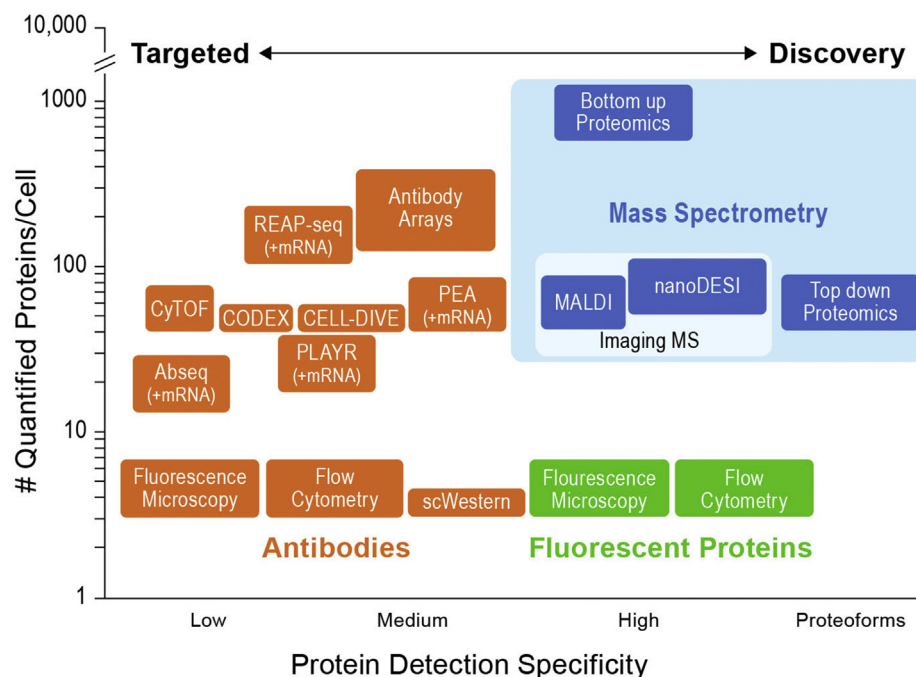 10,000
Targeted
Discovery
1000
Bottom up
Proteomics
Antibody
Arrays
REAP-seq
(+mRNA)
Mass Spectrometry
100
CyTOF
CODEX
CELL-DIVE
PEA
(+mRNA)
MALDI
nanoDESI
Top down
Proteomics
Imaging MS
PLAYR
(+mRNA)
Abseq
(+mRNA)
10
Fluorescence
Microscopy
Flow
Cytometry
scWestern
Flourescence
Microscopy
Flow
Cytometry
Antibodies
Fluorescent Proteins
1
# Quantified Proteins/Cell
Low
Medium
High
Proteoforms
Protein Detection Specificity